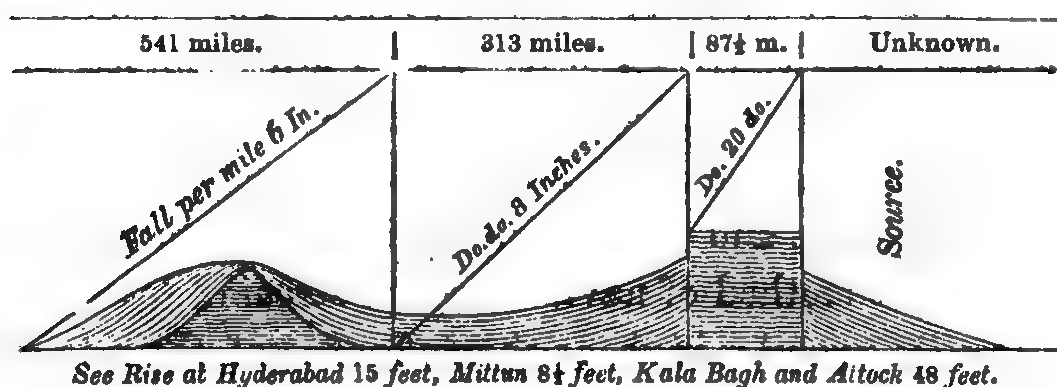 541 miles. 313 miles. 87½ m. Unknown.
Fall per mile 6 In.
Do. do. 8 Inches.
Do. 20 do.
Source.
See Rise at Hyderabad 15 feet, Mittun 8½ feet, Kala Bagh and Attock 48 feet.